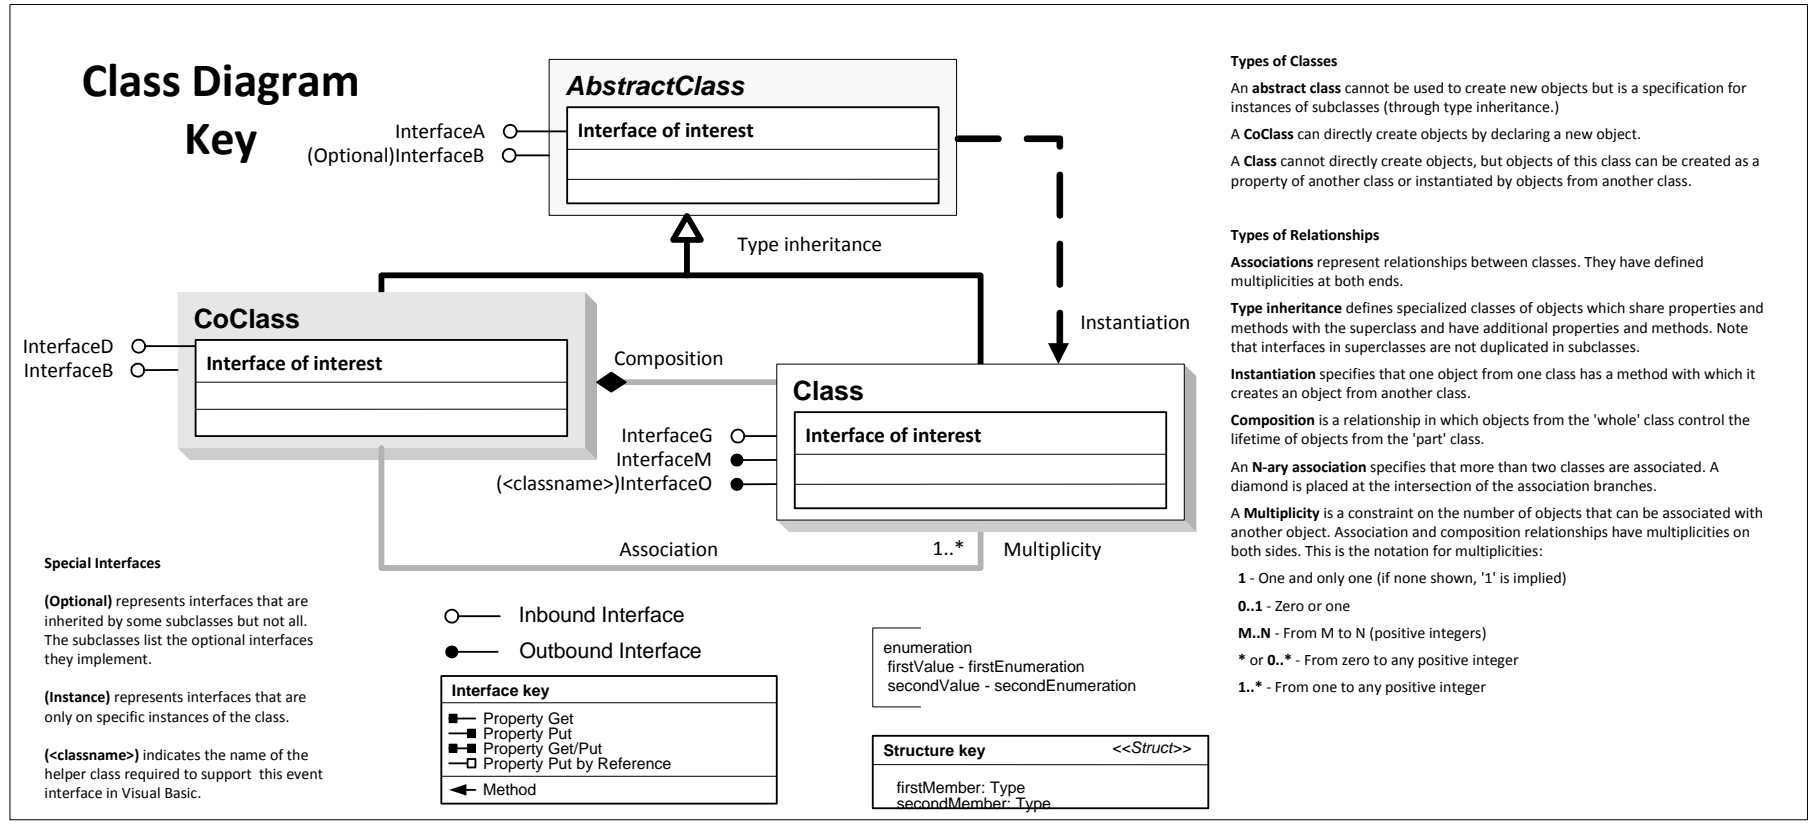 Class Diagram
Key
AbstractClass
Interface of interest
InterfaceA
(Optional)InterfaceB
Type inheritance
Instantiation
CoClass
Interface of interest
InterfaceD
InterfaceB
Composition
Class
Interface of interest
InterfaceG
InterfaceM
(<classname>)InterfaceO
Association
1..*
Multiplicity
Special Interfaces
(Optional) represents interfaces that are
inherited by some subclasses but not all.
The subclasses list the optional interfaces
they implement.
(Instance) represents interfaces that are
only on specific instances of the class.
(<classname>) indicates the name of the
helper class required to support  this event
interface in Visual Basic.
Inbound Interface
Outbound Interface
Interface key
Property Get
Property Put
Property Get/Put
Property Put by Reference
Method
enumeration
firstValue - firstEnumeration
secondValue - secondEnumeration
Structure key
<<Struct>>
firstMember: Type
secondMember: Type
Types of Classes
An abstract class cannot be used to create new objects but is a specification for
instances of subclasses (through type inheritance.)
A CoClass can directly create objects by declaring a new object.
A Class cannot directly create objects, but objects of this class can be created as a
property of another class or instantiated by objects from another class.
Types of Relationships
Associations represent relationships between classes. They have defined
multiplicities at both ends.
Type inheritance defines specialized classes of objects which share properties and
methods with the superclass and have additional properties and methods. Note
that interfaces in superclasses are not duplicated in subclasses.
Instantiation specifies that one object from one class has a method with which it
creates an object from another class.
Composition is a relationship in which objects from the 'whole' class control the
lifetime of objects from the 'part' class.
An N-ary association specifies that more than two classes are associated. A
diamond is placed at the intersection of the association branches.
A Multiplicity is a constraint on the number of objects that can be associated with
another object. Association and composition relationships have multiplicities on
both sides. This is the notation for multiplicities:
1 - One and only one (if none shown, '1' is implied)
0..1 - Zero or one
M..N - From M to N (positive integers)
* or 0..* - From zero to any positive integer
1..* - From one to any positive integer